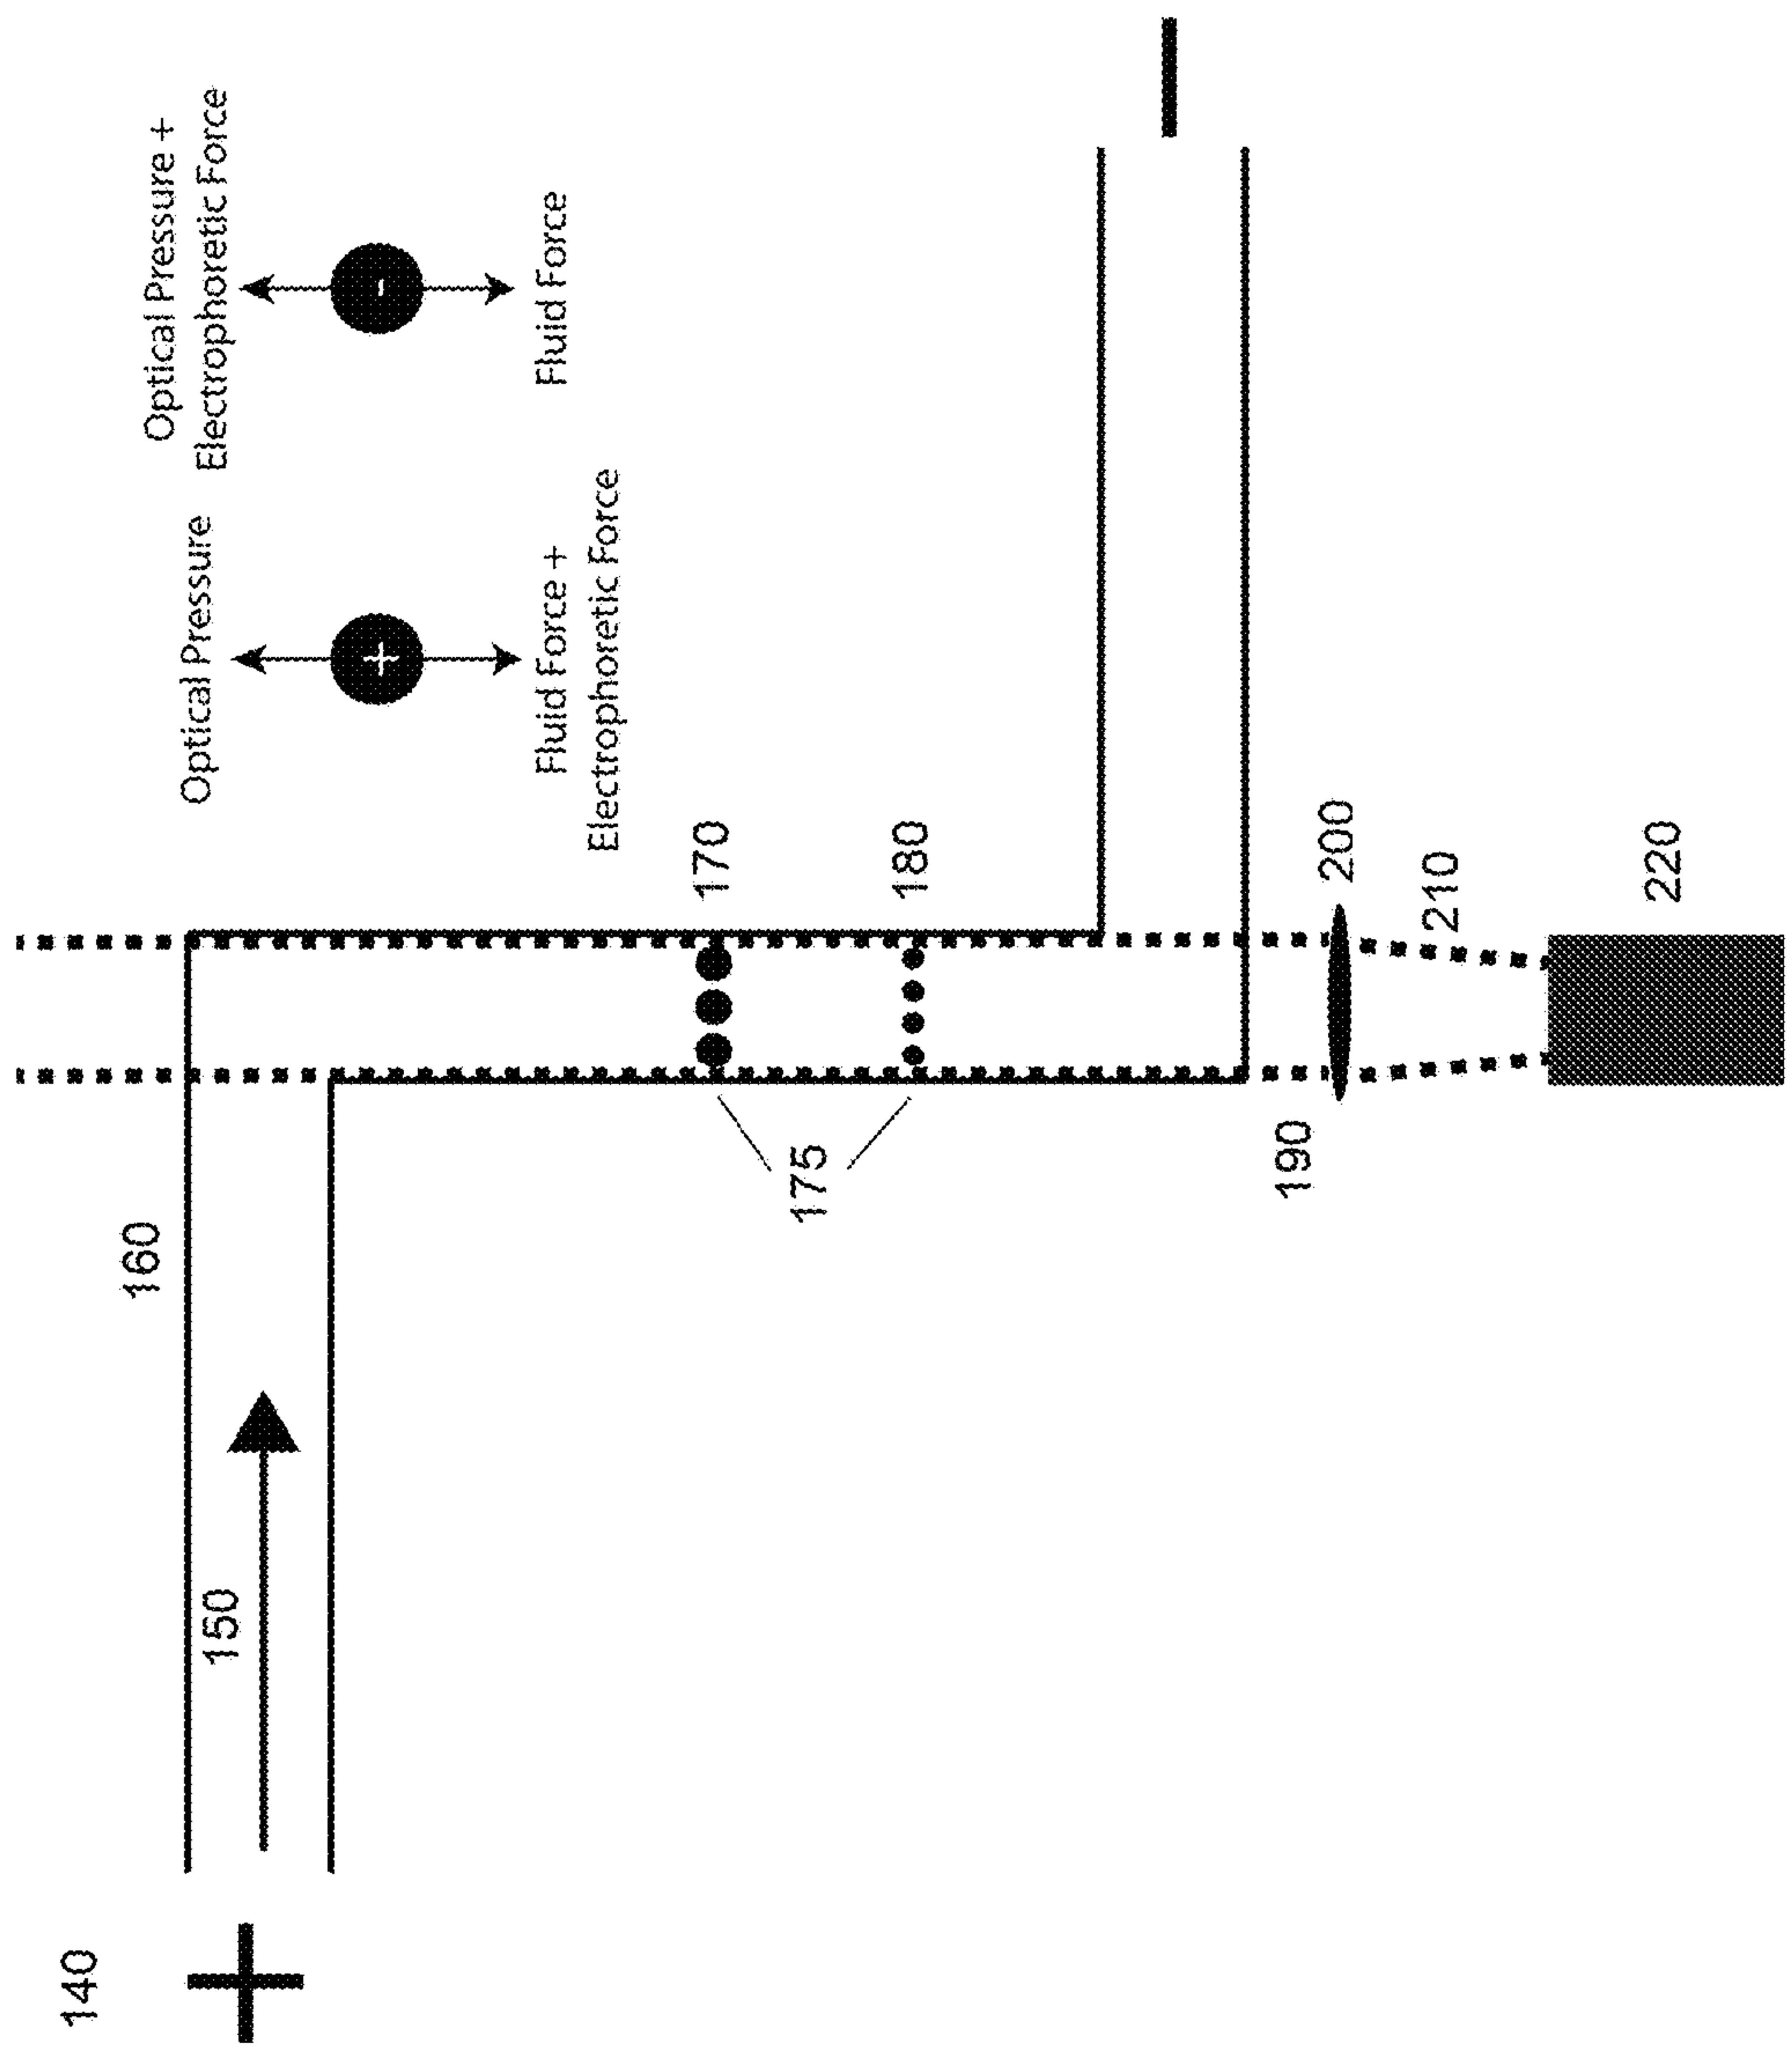 140
+
150
160
Optical Pressure
+
Fluid Force +
Electrophoretic Force
Optical Pressure +
Electrophoretic Force
-
Fluid Force
170
175
180
190
200
210
220
−